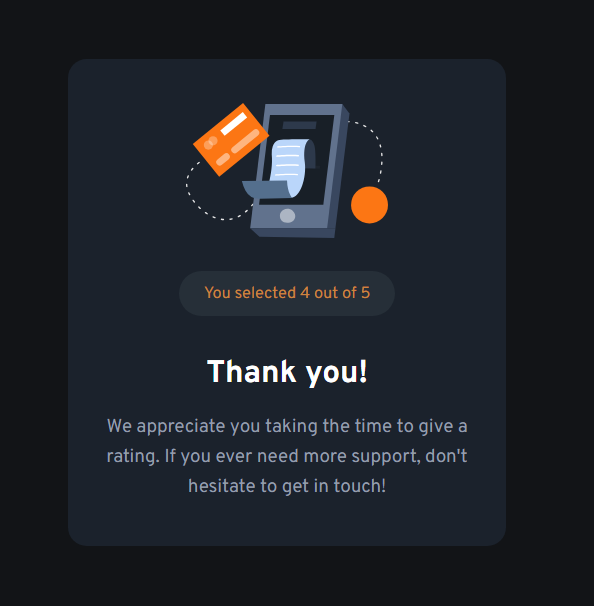 You selected 4 out of 5
Thank you!
We appreciate you taking the time to give a
rating. If you ever need more support, don't
hesitate to get in touch!